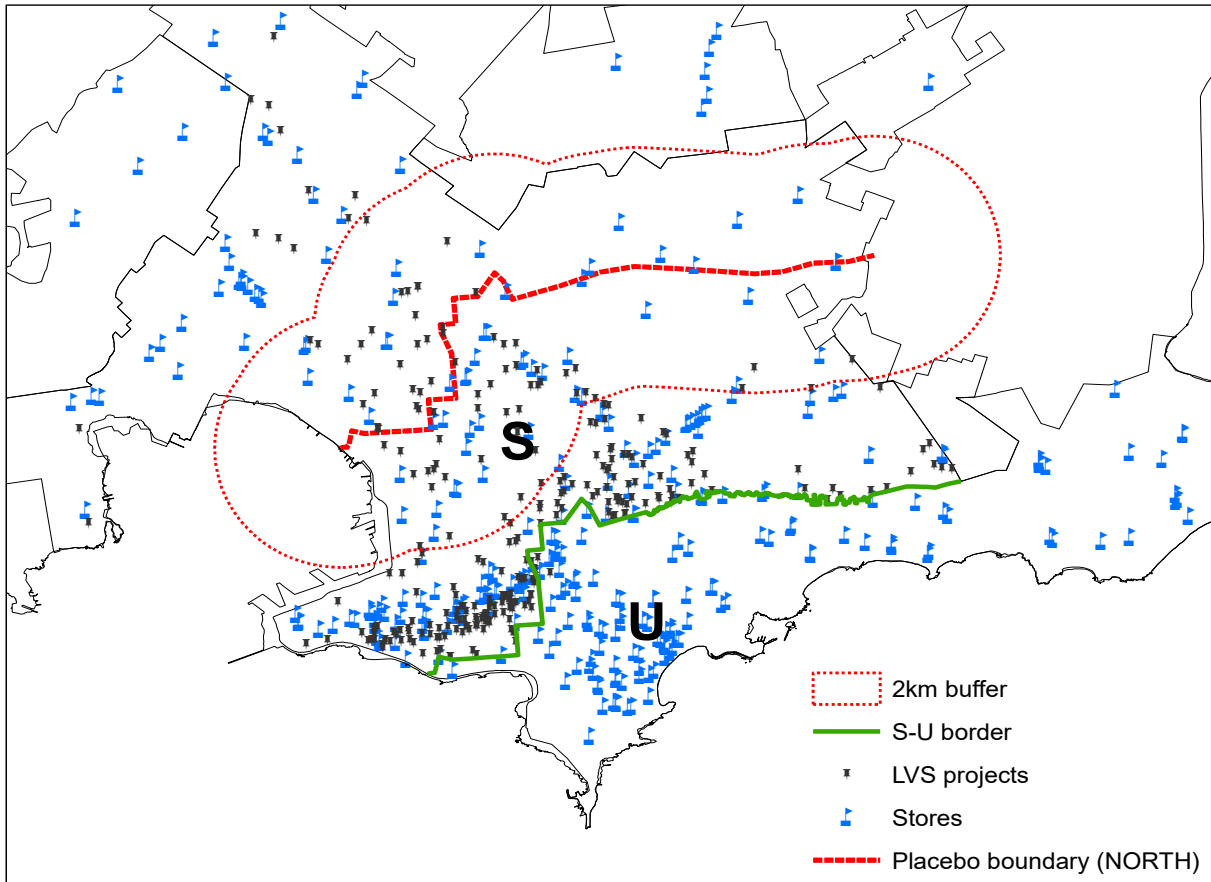 S
U
2km buffer
S-U border
LVS projects
Stores
Placebo boundary (NORTH)